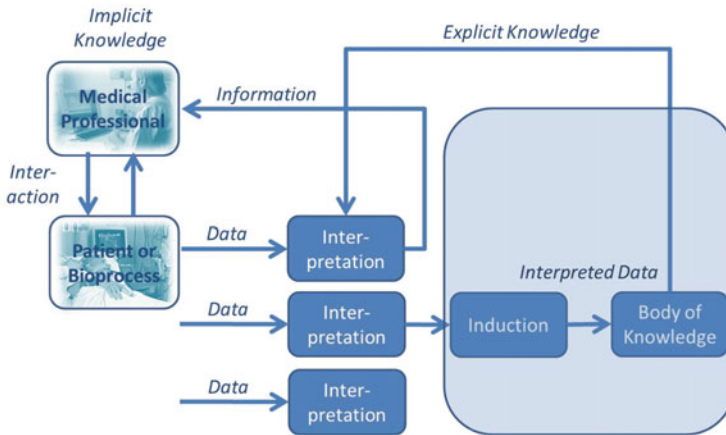 Implicit
Knowledge
Explicit Knowledge
Medical
Professional
Information
Inter-
action
Patient or
Bioprocess
Data
Inter-
pretation
Interpreted Data
Data
Inter-
pretation
Induction
Body of
Knowledge
Data
Inter-
pretation